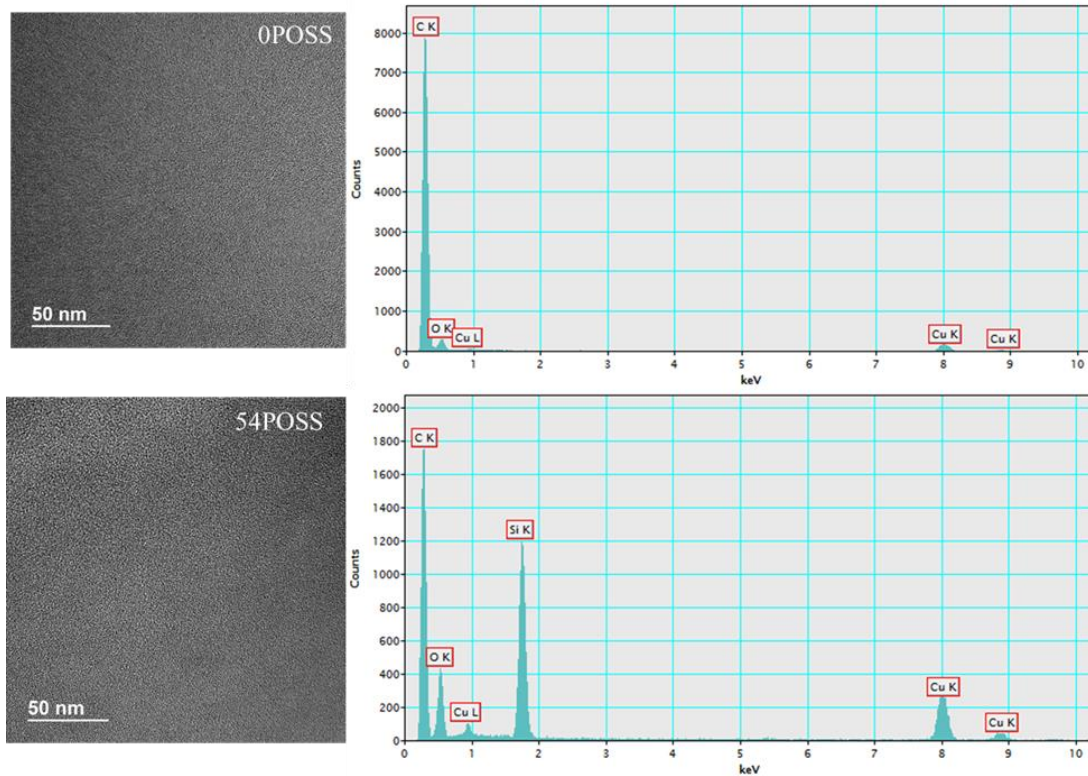 0POSS
50 nm
Counts
8000
7000
6000
5000
4000
3000
2000
1000
0
C K
O K
Cu L
Cu K
Cu K
0 1 2 3 4 5 6 7 8 9 10
keV
54POSS
50 nm
Counts
2000
1800
1600
1400
1200
1000
800
600
400
200
0
C K
Si K
O K
Cu L
Cu K
Cu K
0 1 2 3 4 5 6 7 8 9 10
keV